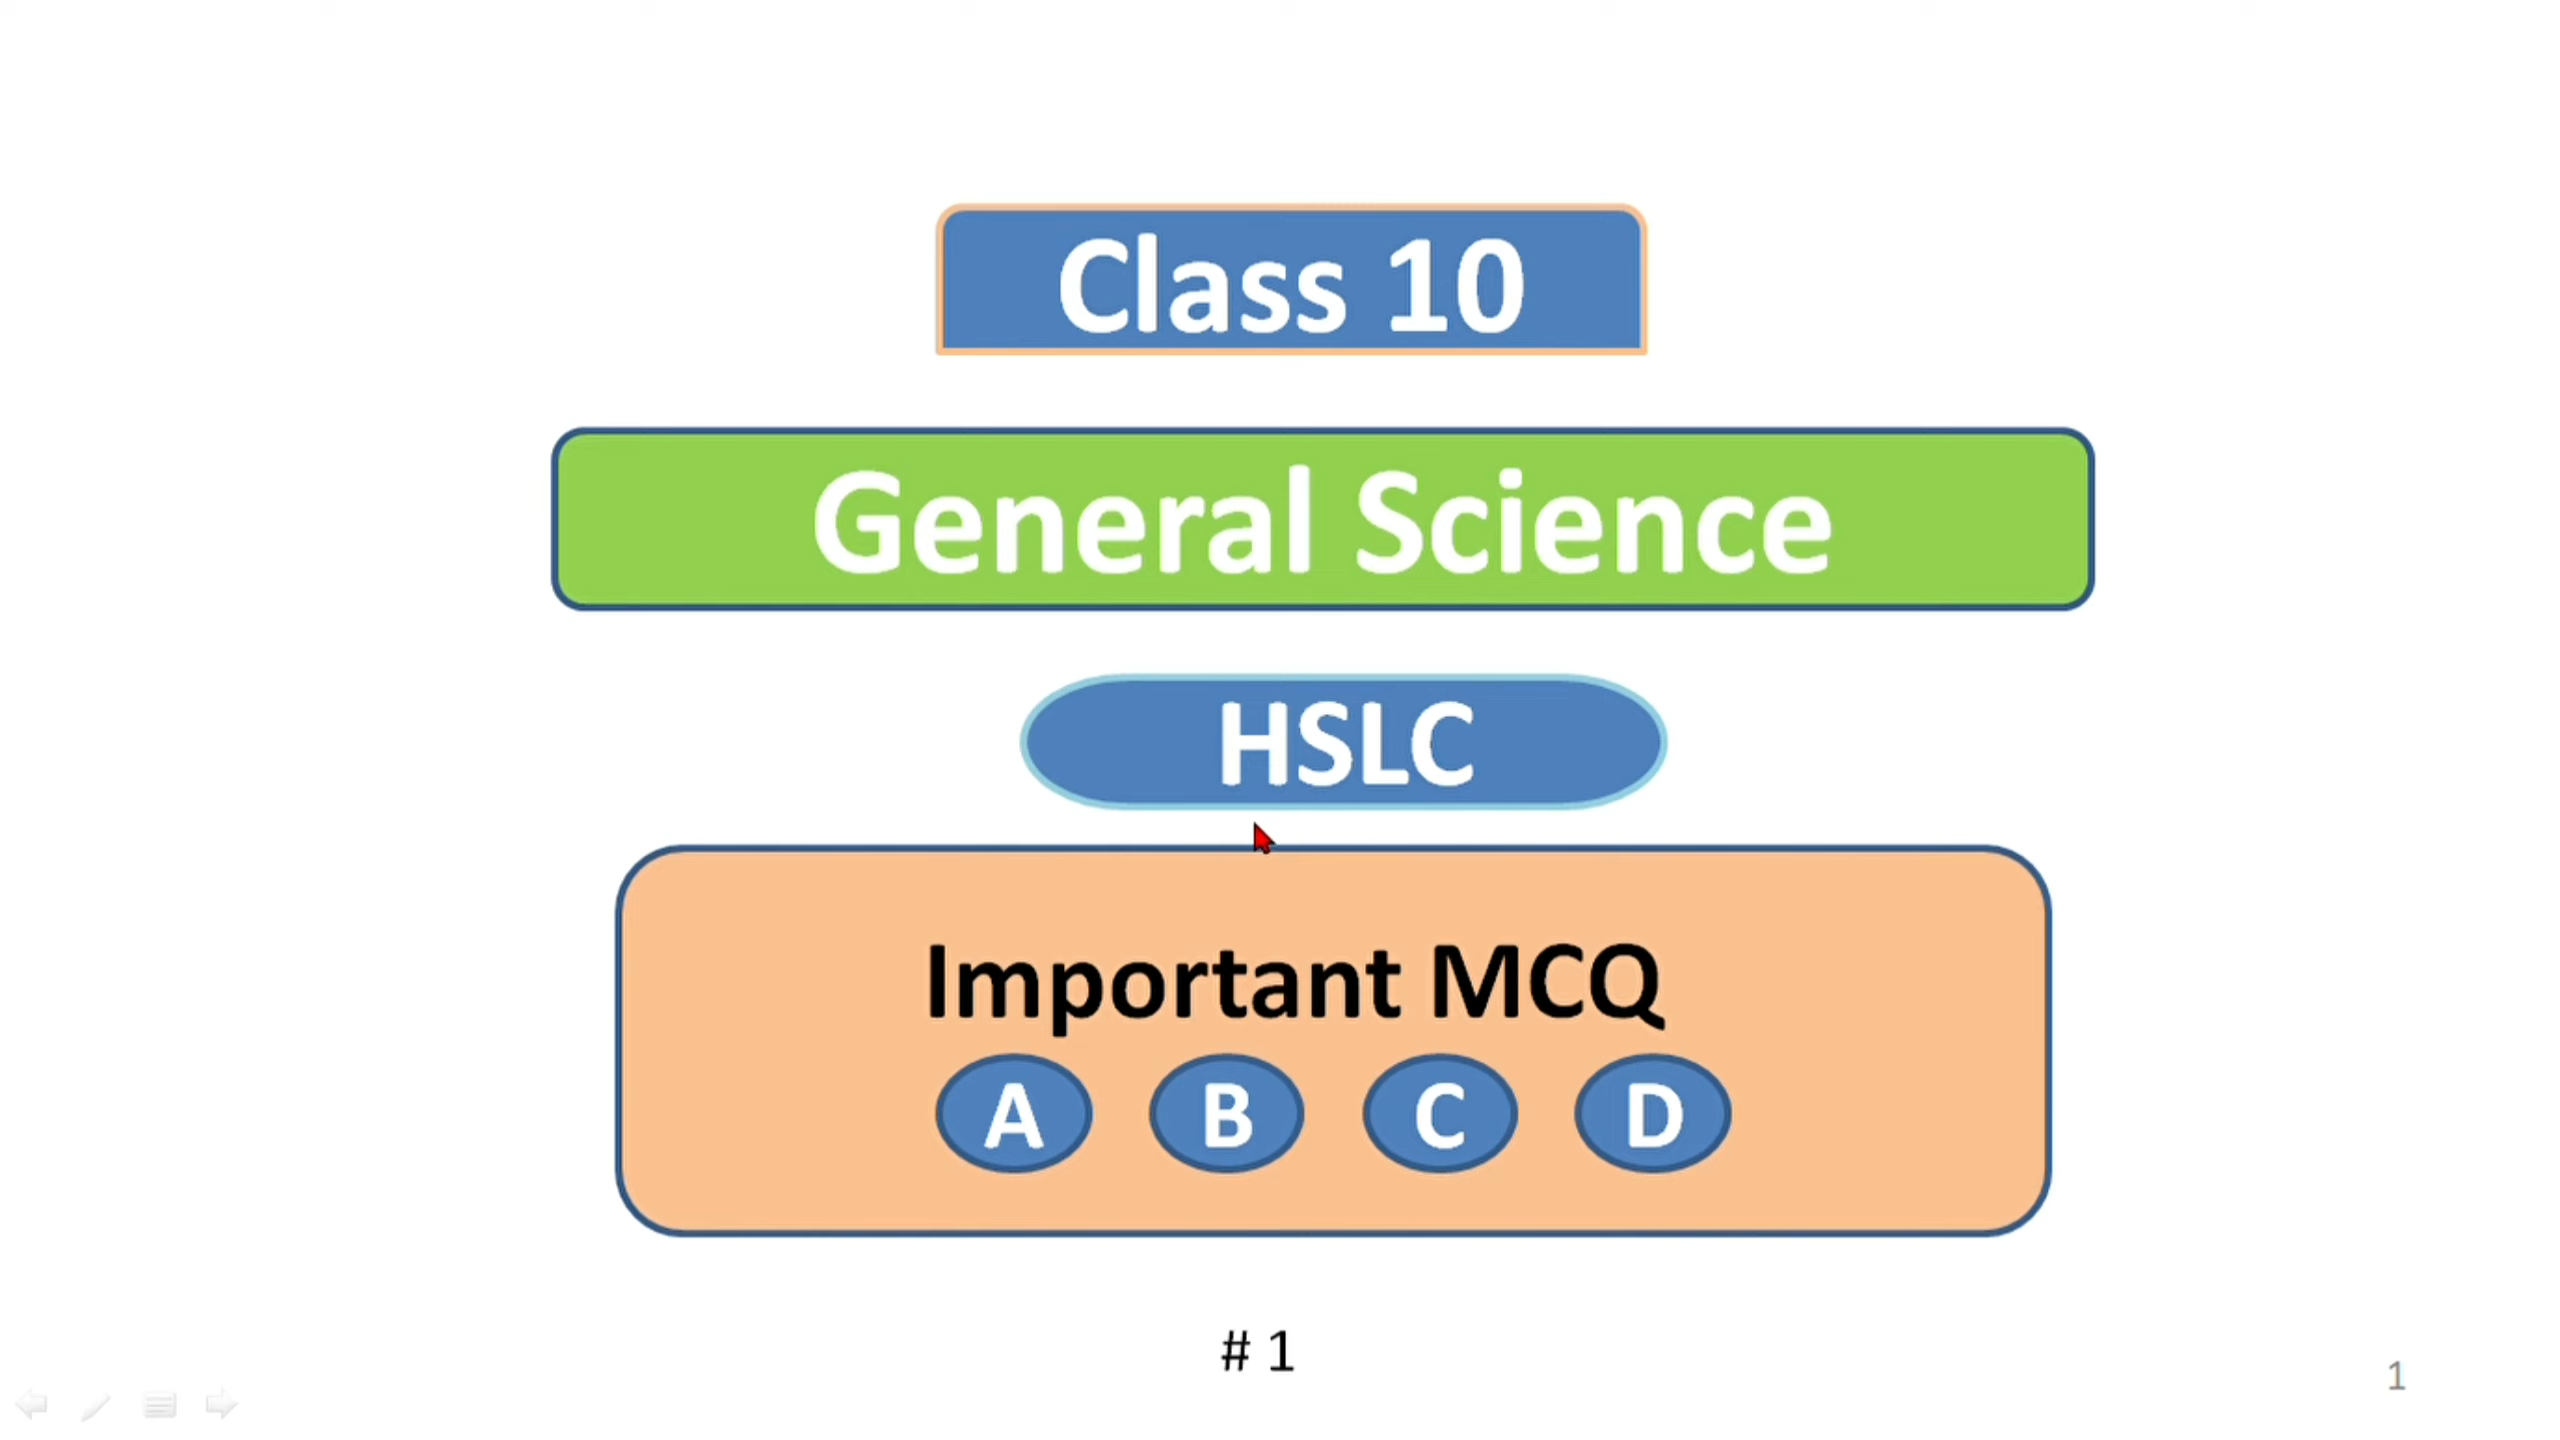 Class 10
General Science
HSLC
Important MCQ
A B C D
# 1
1